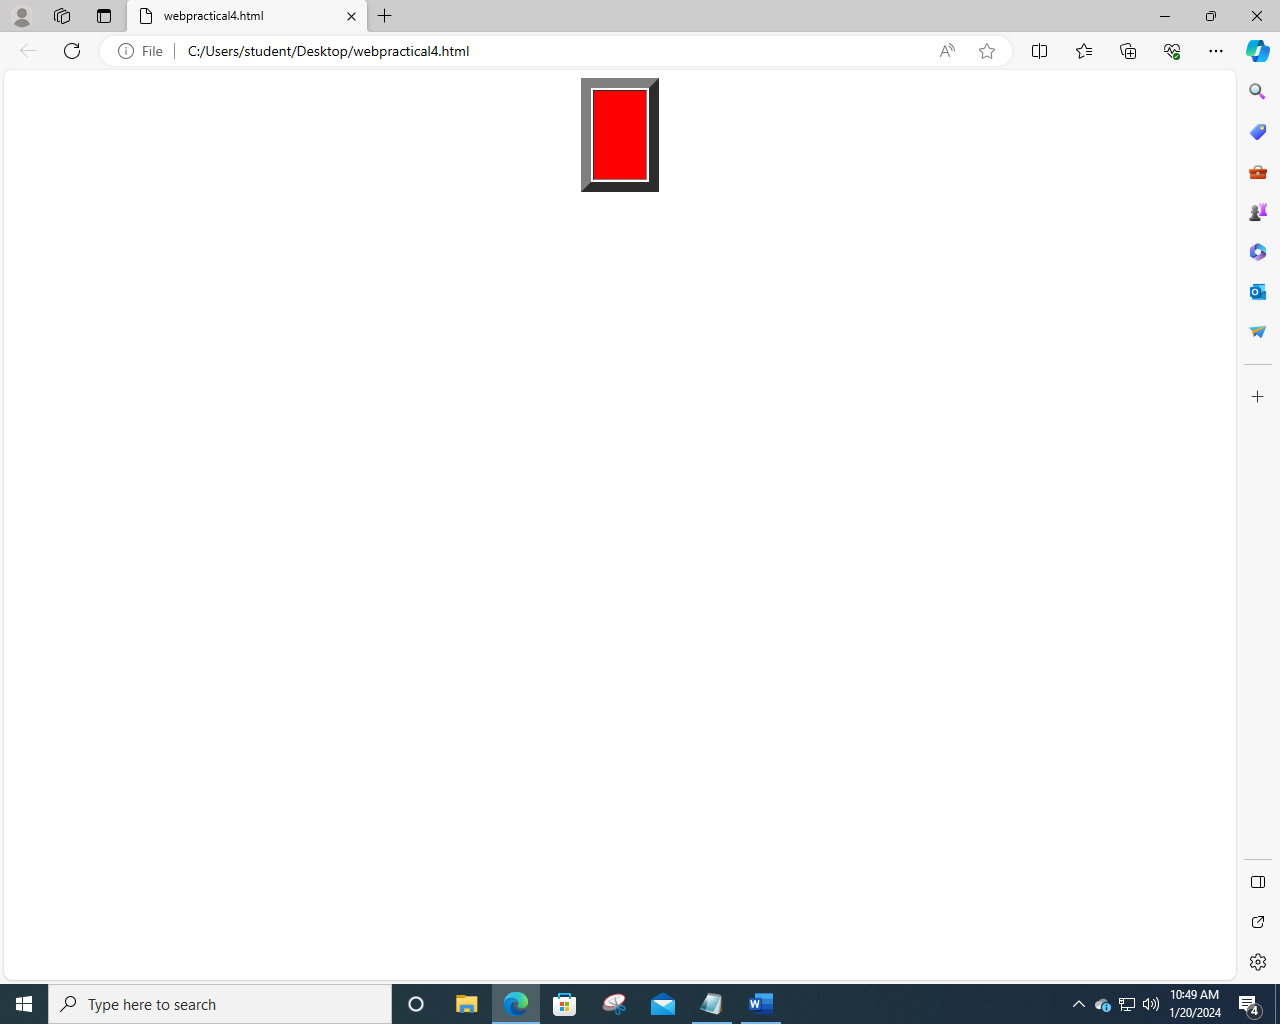 webpractical4.html
File
C:/Users/student/Desktop/webpractical4.html
Type here to search
10:49 AM
1/20/2024
4